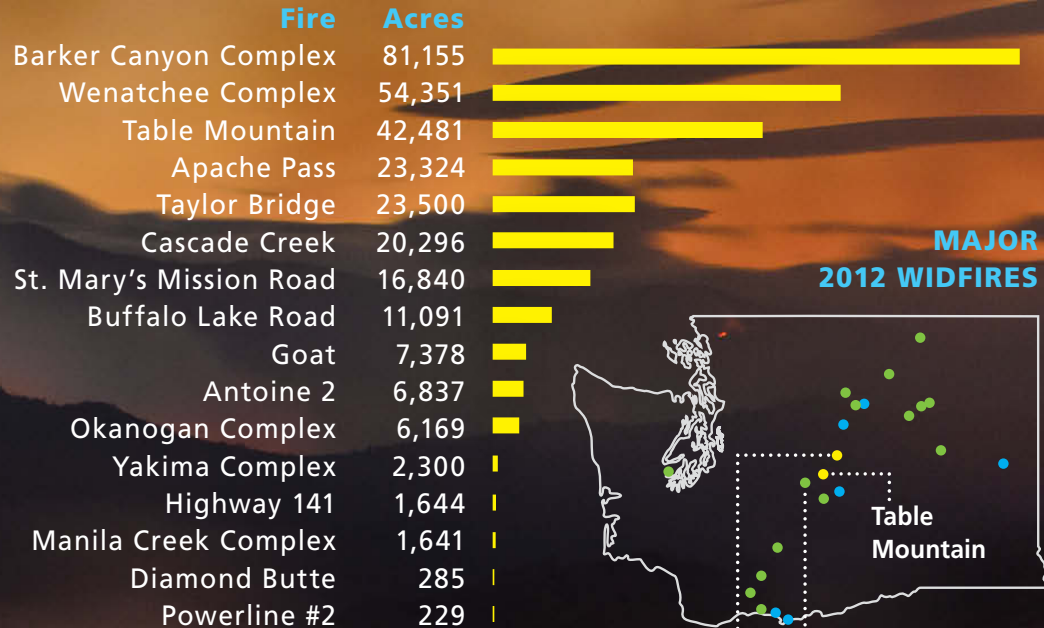 Fire Acres
Barker Canyon Complex 81,155
Wenatchee Complex 54,351
Table Mountain 42,481
Apache Pass 23,324
Taylor Bridge 23,500
Cascade Creek 20,296
St. Mary's Mission Road 16,840
Buffalo Lake Road 11,091
Goat 7,378
Antoine 2 6,837
Okanogan Complex 6,169
Yakima Complex 2,300
Highway 141 1,644
Manila Creek Complex 1,641
Diamond Butte 285
Powerline #2 229
MAJOR
2012 WIDFIRES
Table
Mountain